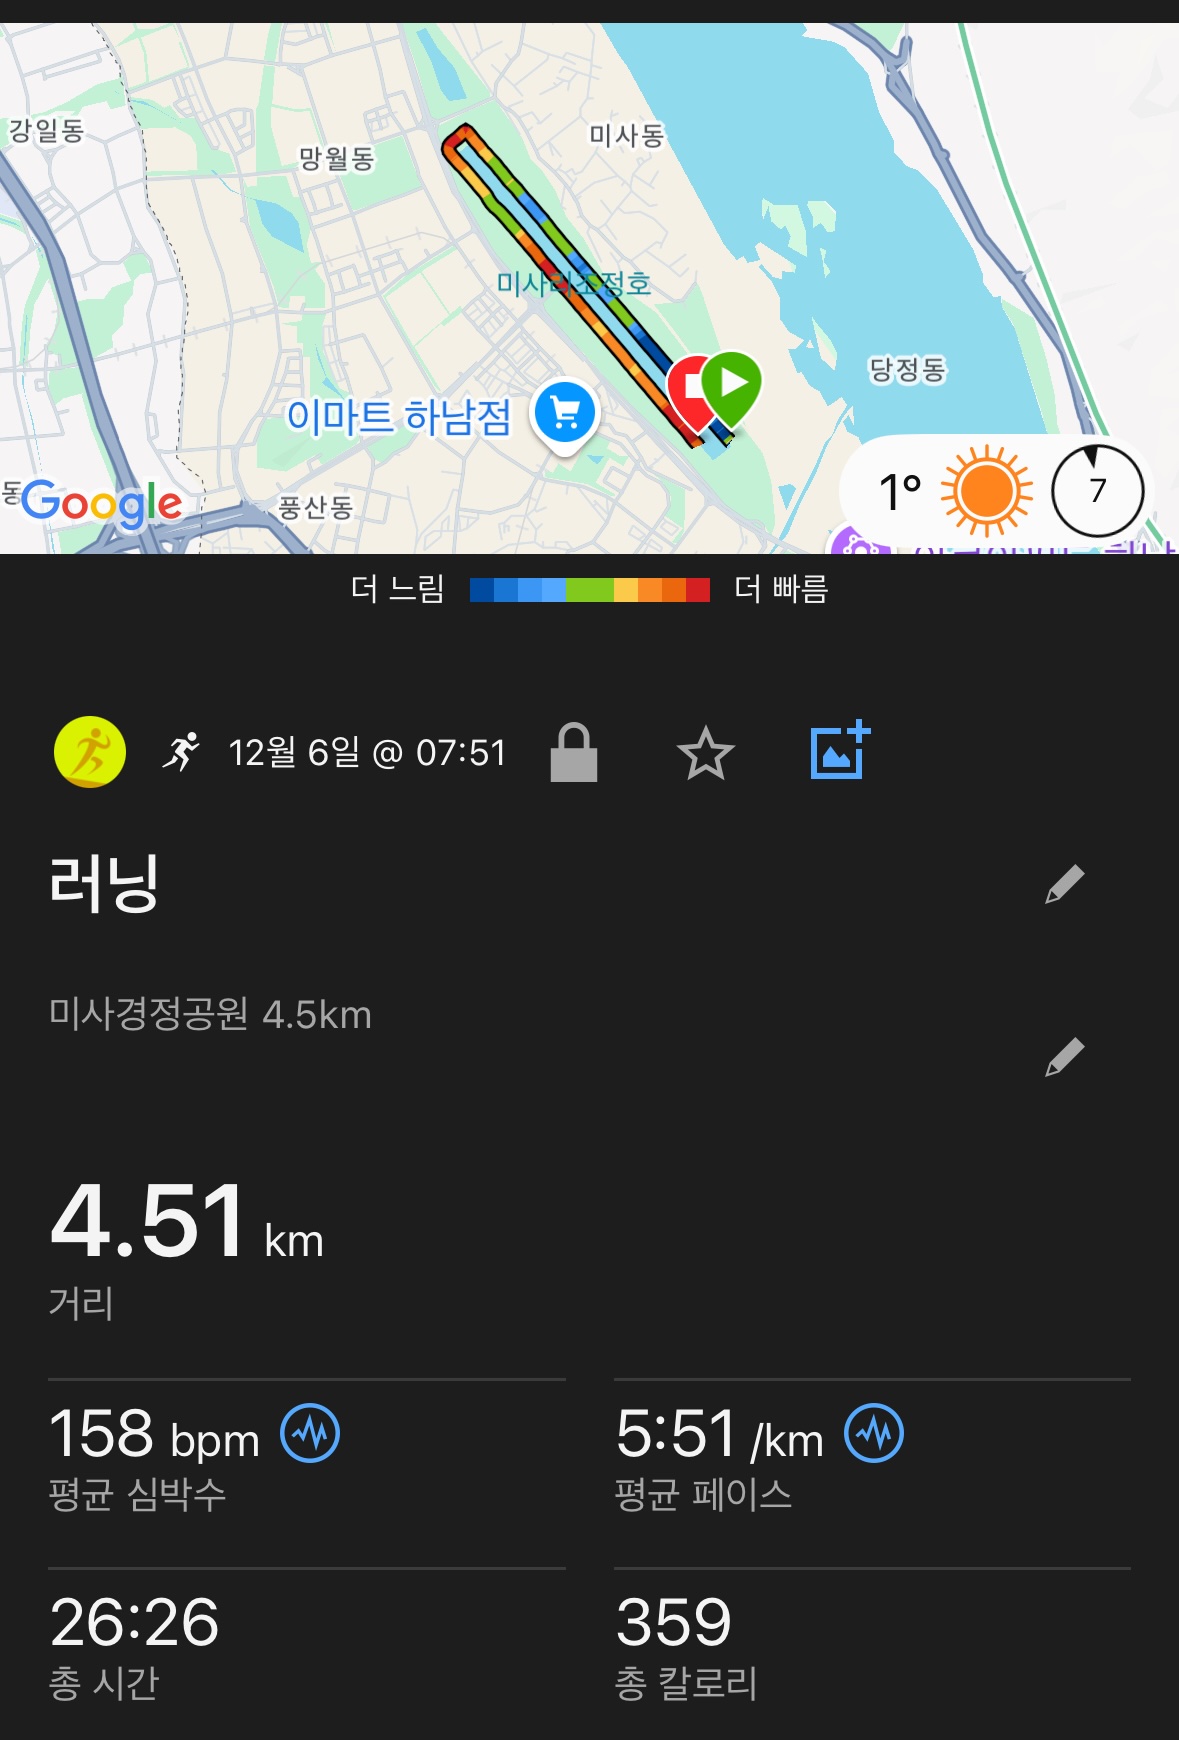 강일동
망월동
미사동
미사리조정호
당정동
이마트 하남점
동
Google
풍산동
1°
7
더 느림
더 빠름
12월 6일 @ 07:51
러닝
미사경정공원 4.5km
4.51 km
거리
158 bpm
평균 심박수
5:51 /km
평균 페이스
26:26
총 시간
359
총 칼로리